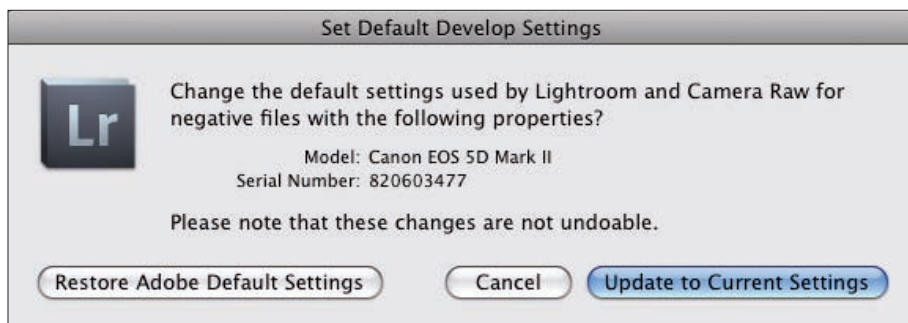 Set Default Develop Settings
Lr
Change the default settings used by Lightroom and Camera Raw for
negative files with the following properties?
Model: Canon EOS 5D Mark II
Serial Number: 820603477
Please note that these changes are not undoable.
Restore Adobe Default Settings
Cancel
Update to Current Settings